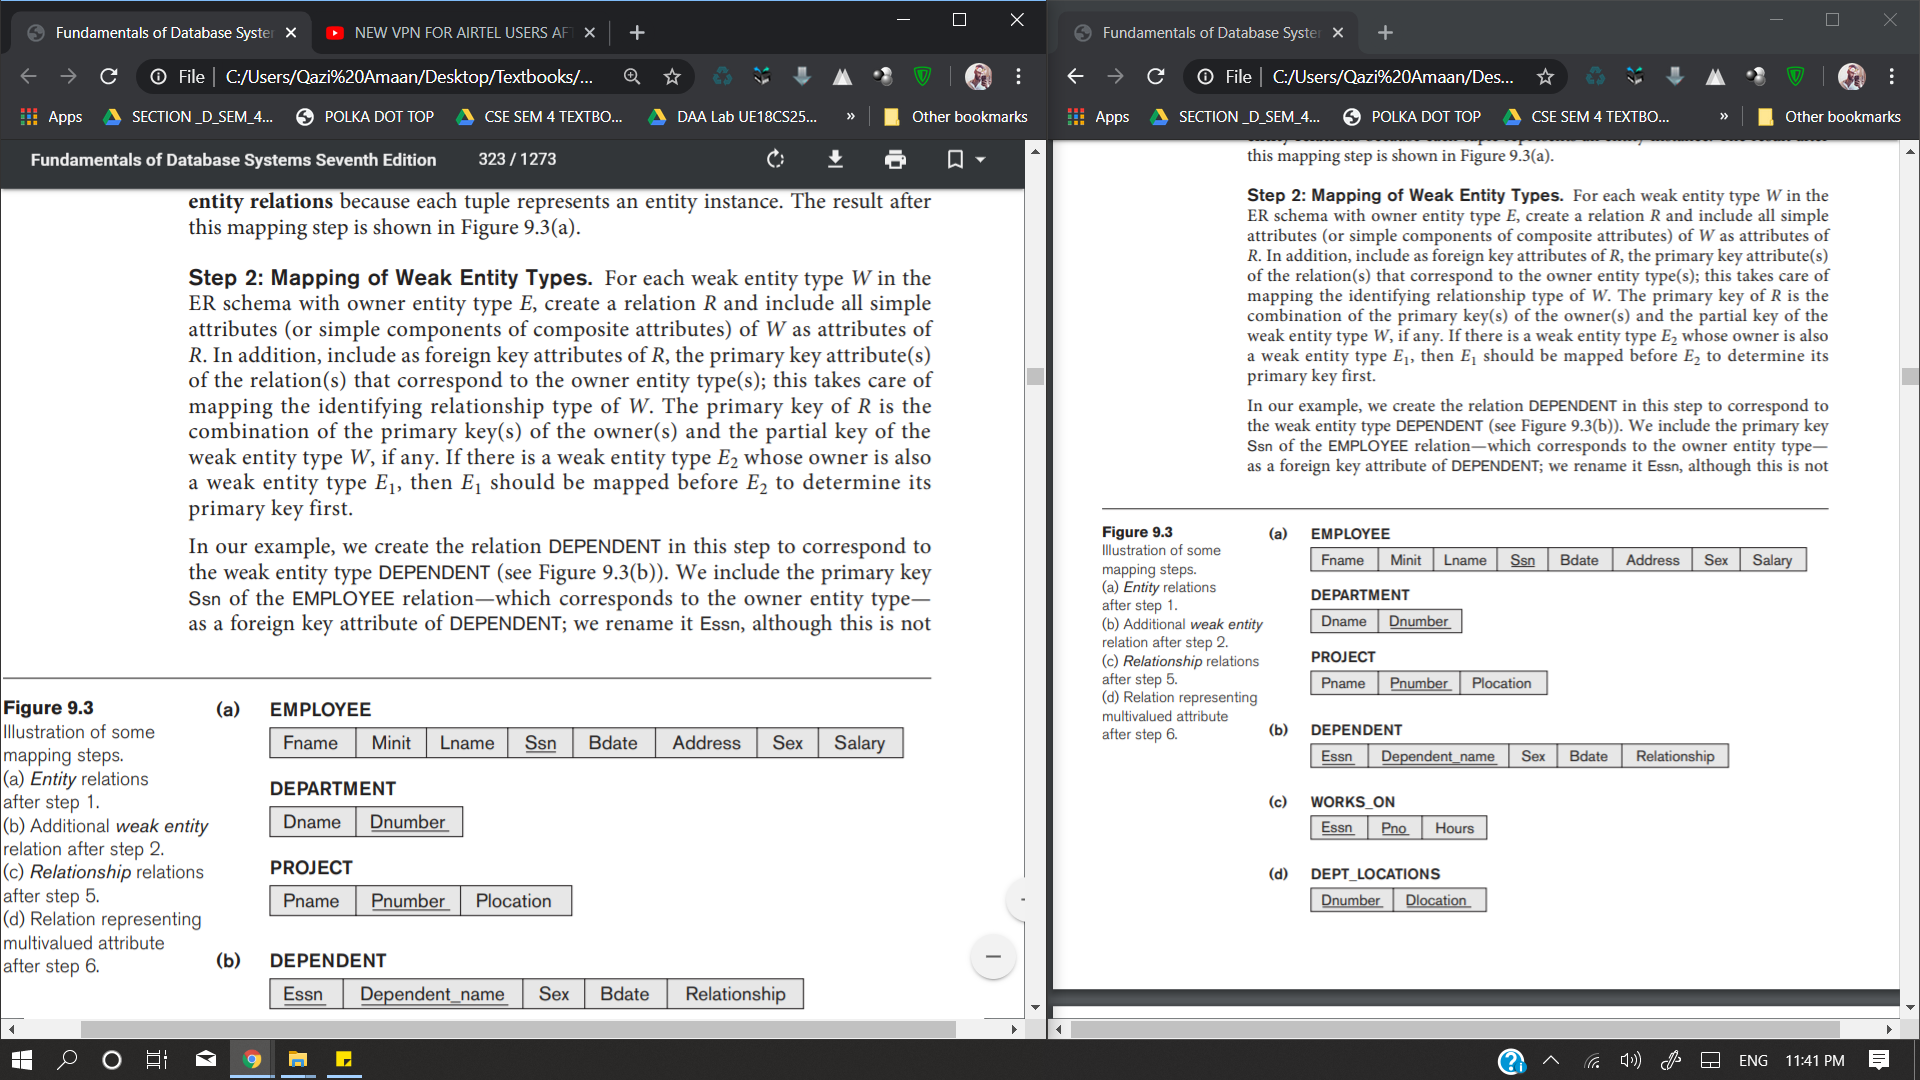 Fundamentals of Database Syste
NEW VPN FOR AIRTEL USERS AF
File
C:/Users/Qazi%20Amaan/Desktop/Textbooks/...
Apps
SECTION _D_SEM_4...
POLKA DOT TOP
CSE SEM 4 TEXTBO...
DAA Lab UE18CS25...
»
Other bookmarks
Fundamentals of Database Systems Seventh Edition 323 / 1273
entity relations because each tuple represents an entity instance. The result after
this mapping step is shown in Figure 9.3(a).
Step 2: Mapping of Weak Entity Types. For each weak entity type W in the
ER schema with owner entity type E, create a relation R and include all simple
attributes (or simple components of composite attributes) of W as attributes of
R. In addition, include as foreign key attributes of R, the primary key attribute(s)
of the relation(s) that correspond to the owner entity type(s); this takes care of
mapping the identifying relationship type of W. The primary key of R is the
combination of the primary key(s) of the owner(s) and the partial key of the
weak entity type W, if any. If there is a weak entity type E2 whose owner is also
a weak entity type E1, then E1 should be mapped before E2 to determine its
primary key first.
In our example, we create the relation DEPENDENT in this step to correspond to
the weak entity type DEPENDENT (see Figure 9.3(b)). We include the primary key
Ssn of the EMPLOYEE relation—which corresponds to the owner entity type—
as a foreign key attribute of DEPENDENT; we rename it Essn, although this is not
Figure 9.3
Illustration of some
mapping steps.
(a) Entity relations
after step 1.
(b) Additional weak entity
relation after step 2.
(c) Relationship relations
after step 5.
(d) Relation representing
multivalued attribute
after step 6.
(a) EMPLOYEE
Fname Minit Lname Ssn Bdate Address Sex Salary
DEPARTMENT
Dname Dnumber
PROJECT
Pname Pnumber Plocation
(b) DEPENDENT
Essn Dependent_name Sex Bdate Relationship
Fundamentals of Database Syste
File
C:/Users/Qazi%20Amaan/Des...
Apps
SECTION _D_SEM_4...
POLKA DOT TOP
CSE SEM 4 TEXTBO...
»
Other bookmarks
this mapping step is shown in Figure 9.3(a).
Step 2: Mapping of Weak Entity Types. For each weak entity type W in the
ER schema with owner entity type E, create a relation R and include all simple
attributes (or simple components of composite attributes) of W as attributes of
R. In addition, include as foreign key attributes of R, the primary key attribute(s)
of the relation(s) that correspond to the owner entity type(s); this takes care of
mapping the identifying relationship type of W. The primary key of R is the
combination of the primary key(s) of the owner(s) and the partial key of the
weak entity type W, if any. If there is a weak entity type E2 whose owner is also
a weak entity type E1, then E1 should be mapped before E2 to determine its
primary key first.
In our example, we create the relation DEPENDENT in this step to correspond to
the weak entity type DEPENDENT (see Figure 9.3(b)). We include the primary key
Ssn of the EMPLOYEE relation—which corresponds to the owner entity type—
as a foreign key attribute of DEPENDENT; we rename it Essn, although this is not
Figure 9.3
Illustration of some
mapping steps.
(a) Entity relations
after step 1.
(b) Additional weak entity
relation after step 2.
(c) Relationship relations
after step 5.
(d) Relation representing
multivalued attribute
after step 6.
(a) EMPLOYEE
Fname Minit Lname Ssn Bdate Address Sex Salary
DEPARTMENT
Dname Dnumber
PROJECT
Pname Pnumber Plocation
(b) DEPENDENT
Essn Dependent_name Sex Bdate Relationship
(c) WORKS_ON
Essn Pno Hours
(d) DEPT_LOCATIONS
Dnumber Dlocation
ENG 11:41 PM